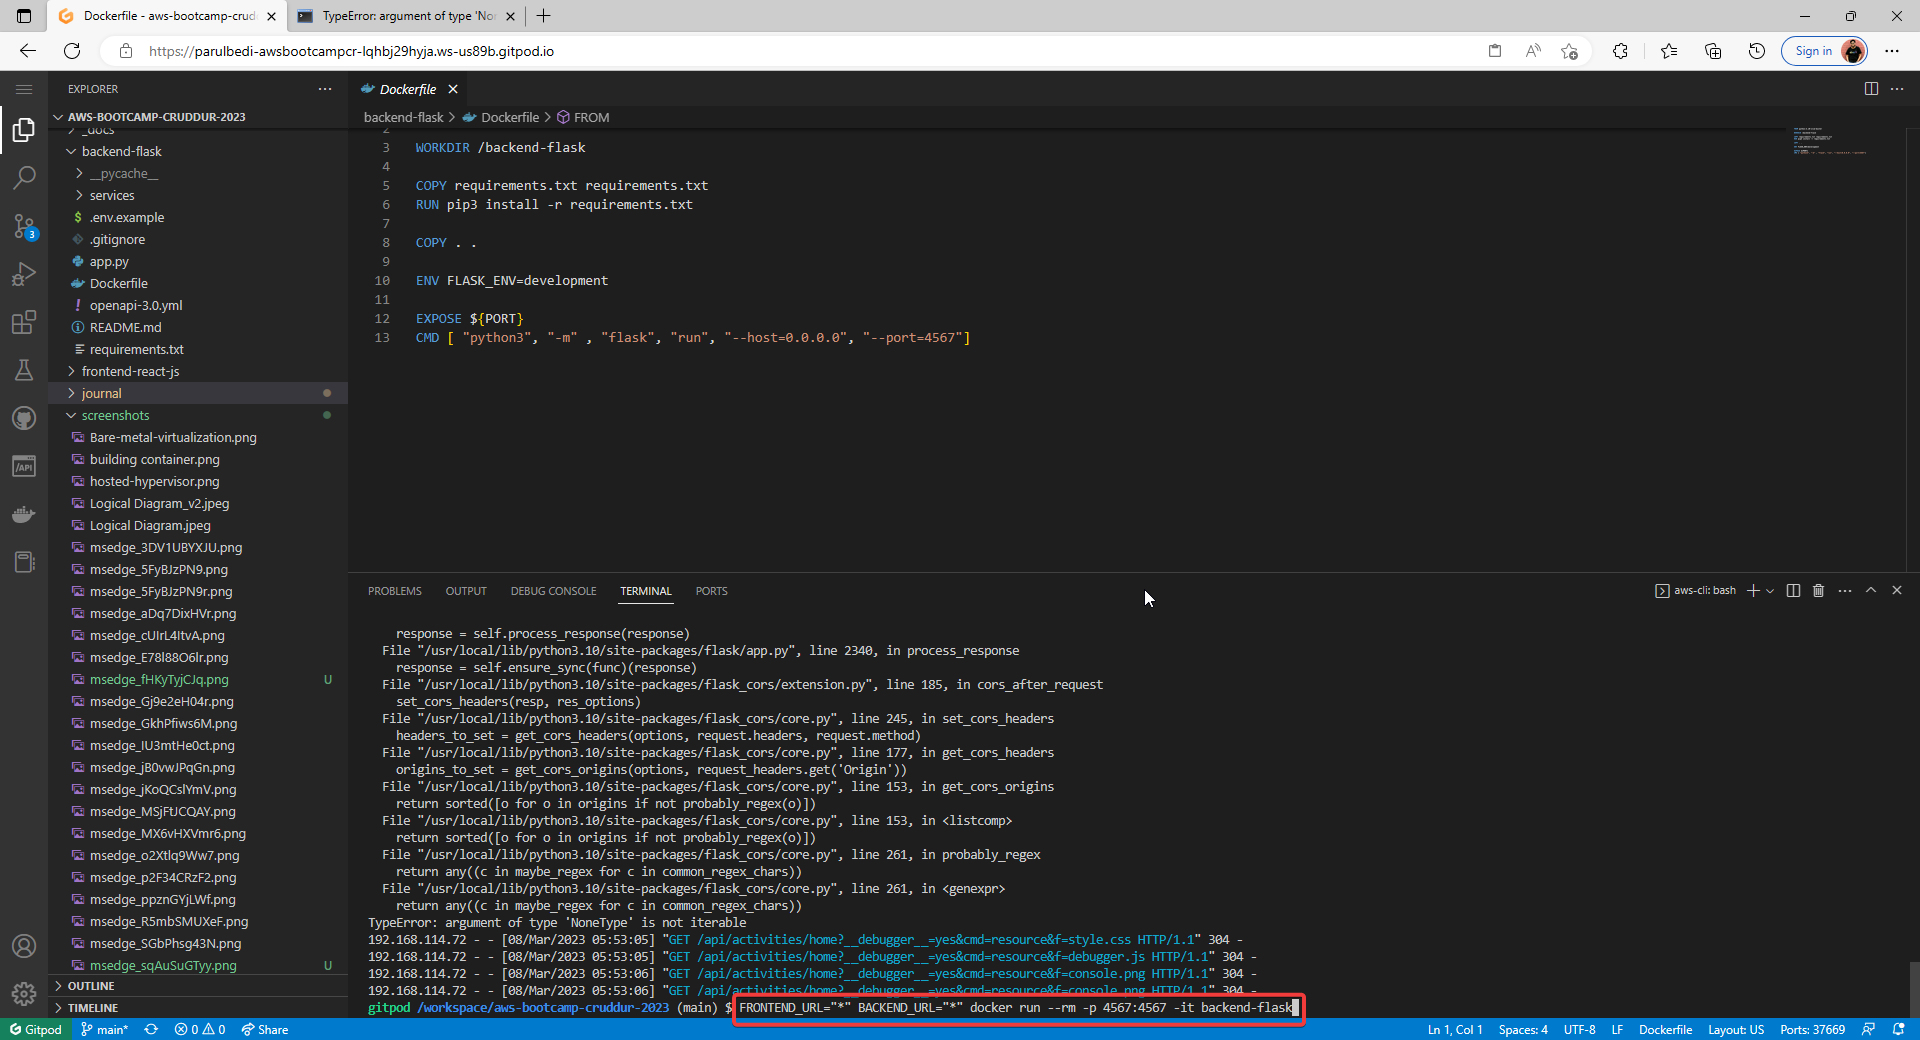 Dockerfile - aws-bootcamp-crud
TypeError: argument of type 'Non
https://parulbedi-awsbootcampcr-lqhbj29hyja.ws-us89b.gitpod.io
Sign in
EXPLORER
Dockerfile
AWS-BOOTCAMP-CRUDDUR-2023
backend-flask > Dockerfile > FROM
_docs
backend-flask
__pycache__
services
.env.example
.gitignore
app.py
Dockerfile
openapi-3.0.yml
README.md
requirements.txt
frontend-react-js
journal
screenshots
Bare-metal-virtualization.png
building container.png
hosted-hypervisor.png
Logical Diagram_v2.jpeg
Logical Diagram.jpeg
msedge_3DV1UBYXJU.png
msedge_5FyBJzPN9.png
msedge_5FyBJzPN9r.png
msedge_aDq7DixHVr.png
msedge_cUIrL4ItvA.png
msedge_E78l88O6lr.png
msedge_fHKyTyjCJq.png U
msedge_Gj9e2eH04r.png
msedge_GkhPfiws6M.png
msedge_IU3mtHe0ct.png
msedge_jB0vwJPqGn.png
msedge_jKoQCslYmV.png
msedge_MSjFtJCQAY.png
msedge_MX6vHXVmr6.png
msedge_o2Xtlq9Ww7.png
msedge_p2F34CRzF2.png
msedge_ppznGYjLWf.png
msedge_R5mbSMUXeF.png
msedge_SGbPhsg43N.png
msedge_sqAuSuGTyy.png U
OUTLINE
TIMELINE
3
2
3 WORKDIR /backend-flask
4
5 COPY requirements.txt requirements.txt
6 RUN pip3 install -r requirements.txt
7
8 COPY . .
9
10 ENV FLASK_ENV=development
11
12 EXPOSE ${PORT}
13 CMD [ "python3", "-m" , "flask", "run", "--host=0.0.0.0", "--port=4567"]
PROBLEMS OUTPUT DEBUG CONSOLE TERMINAL PORTS
aws-cli: bash
response = self.process_response(response)
File "/usr/local/lib/python3.10/site-packages/flask/app.py", line 2340, in process_response
response = self.ensure_sync(func)(response)
File "/usr/local/lib/python3.10/site-packages/flask_cors/extension.py", line 185, in cors_after_request
set_cors_headers(resp, res_options)
File "/usr/local/lib/python3.10/site-packages/flask_cors/core.py", line 245, in set_cors_headers
headers_to_set = get_cors_headers(options, request.headers, request.method)
File "/usr/local/lib/python3.10/site-packages/flask_cors/core.py", line 177, in get_cors_headers
origins_to_set = get_cors_origins(options, request_headers.get('Origin'))
File "/usr/local/lib/python3.10/site-packages/flask_cors/core.py", line 153, in get_cors_origins
return sorted([o for o in origins if not probably_regex(o)])
File "/usr/local/lib/python3.10/site-packages/flask_cors/core.py", line 153, in <listcomp>
return sorted([o for o in origins if not probably_regex(o)])
File "/usr/local/lib/python3.10/site-packages/flask_cors/core.py", line 261, in probably_regex
return any((c in maybe_regex for c in common_regex_chars))
File "/usr/local/lib/python3.10/site-packages/flask_cors/core.py", line 261, in <genexpr>
return any((c in maybe_regex for c in common_regex_chars))
TypeError: argument of type 'NoneType' is not iterable
192.168.114.72 - - [08/Mar/2023 05:53:05] "GET /api/activities/home?__debugger__=yes&cmd=resource&f=style.css HTTP/1.1" 304 -
192.168.114.72 - - [08/Mar/2023 05:53:05] "GET /api/activities/home?__debugger__=yes&cmd=resource&f=debugger.js HTTP/1.1" 304 -
192.168.114.72 - - [08/Mar/2023 05:53:06] "GET /api/activities/home?__debugger__=yes&cmd=resource&f=console.png HTTP/1.1" 304 -
192.168.114.72 - - [08/Mar/2023 05:53:06] "GET /api/activities/home?__debugger__=yes&cmd=resource&f=console.png HTTP/1.1" 304 -
gitpod /workspace/aws-bootcamp-cruddur-2023 (main) $ FRONTEND_URL="*" BACKEND_URL="*" docker run --rm -p 4567:4567 -it backend-flask
Gitpod main* 0 0 Share Ln 1, Col 1 Spaces: 4 UTF-8 LF Dockerfile Layout: US Ports: 37669